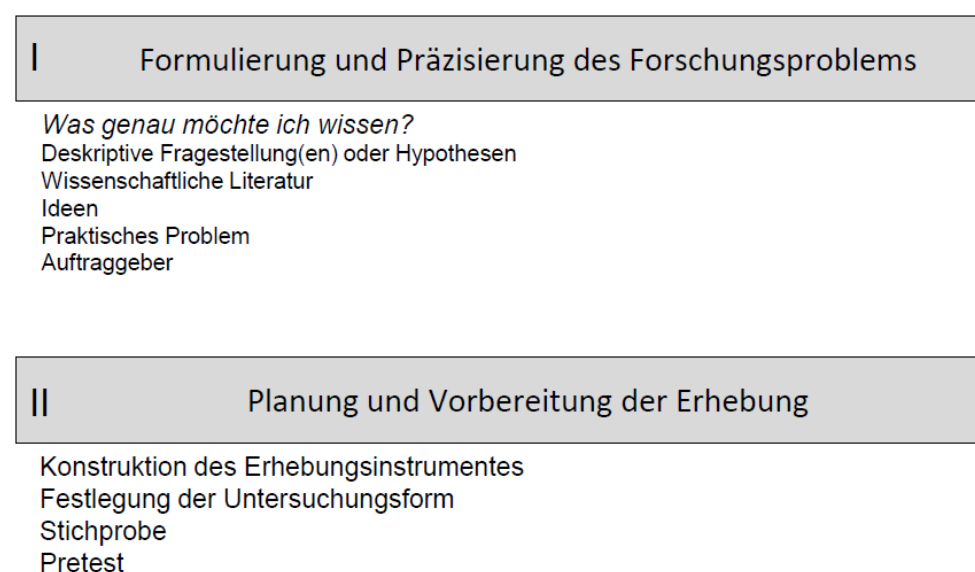 I Formulierung und Präzisierung des Forschungsproblems
Was genau möchte ich wissen?
Deskriptive Fragestellung(en) oder Hypothesen
Wissenschaftliche Literatur
Ideen
Praktisches Problem
Auftraggeber
II Planung und Vorbereitung der Erhebung
Konstruktion des Erhebungsinstrumentes
Festlegung der Untersuchungsform
Stichprobe
Pretest